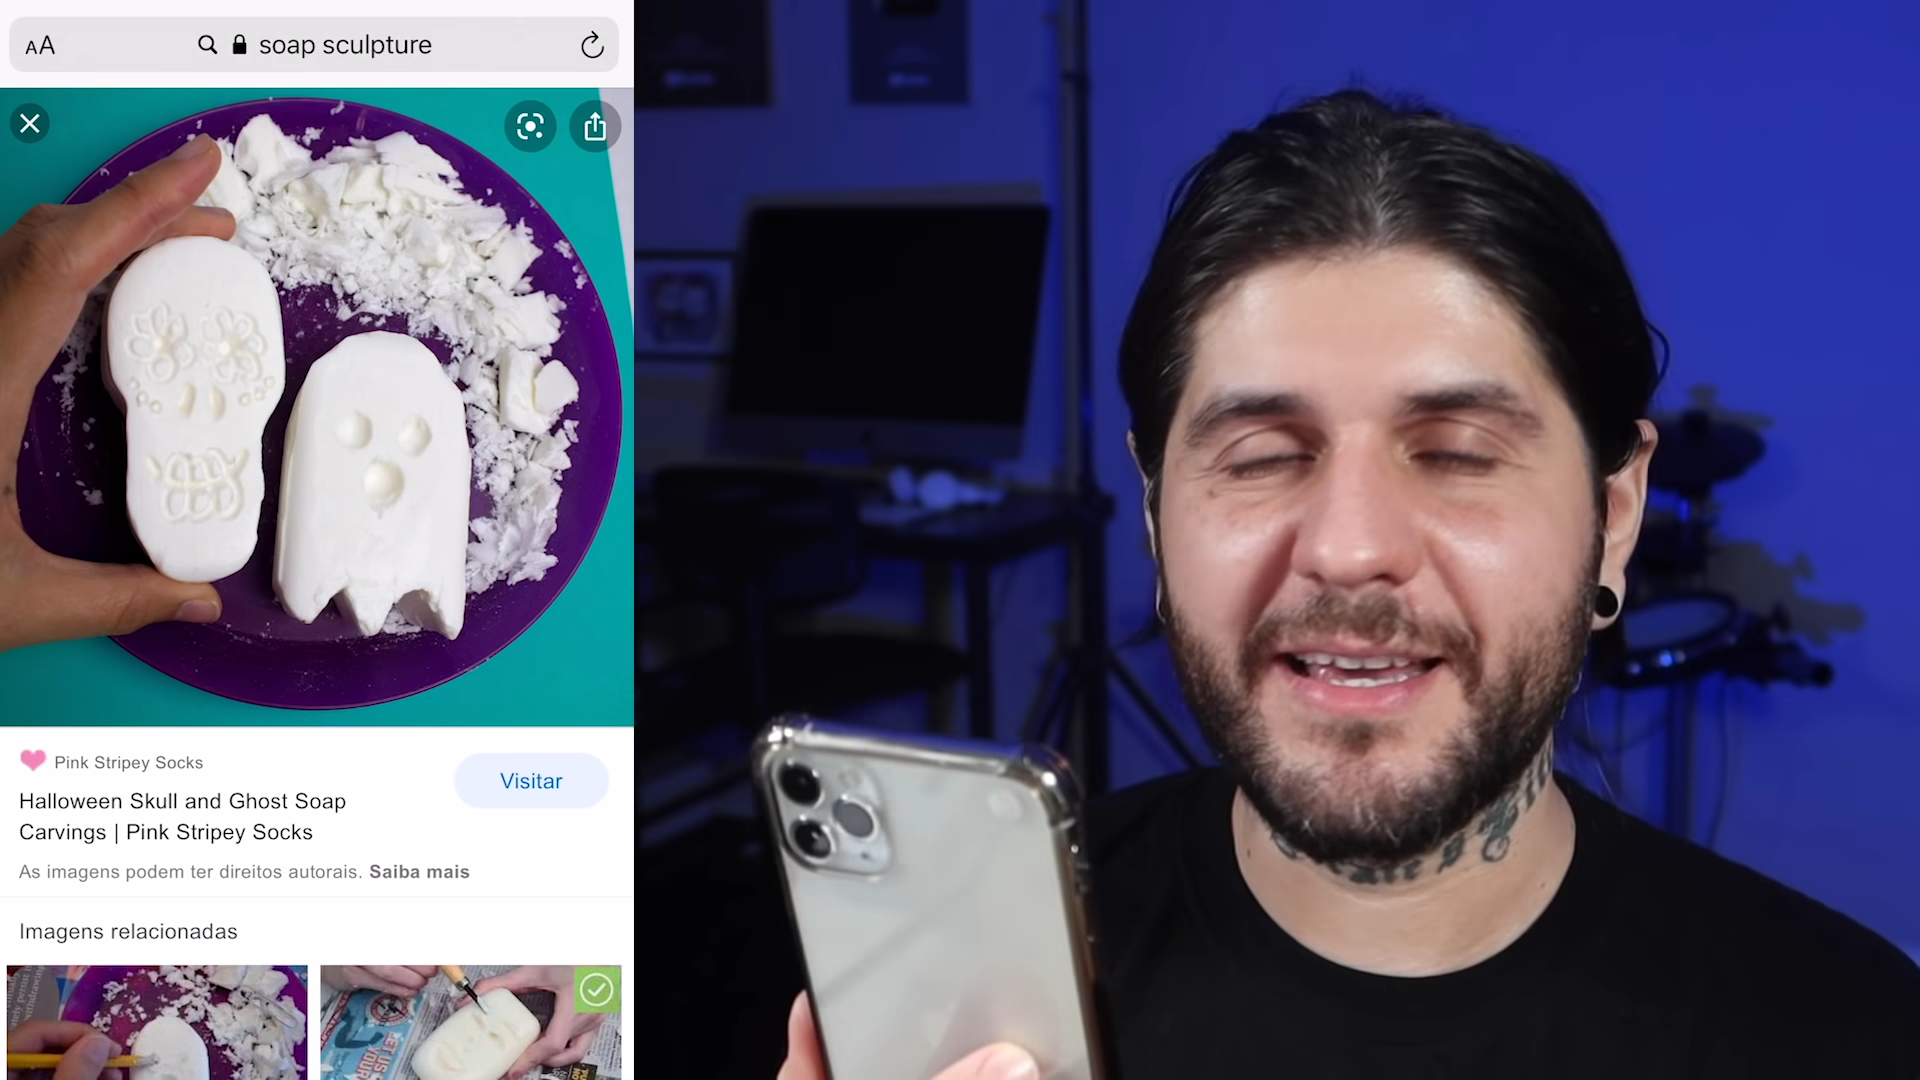 AA soap sculpture
Pink Stripey Socks
Visitar
Halloween Skull and Ghost Soap
Carvings | Pink Stripey Socks
As imagens podem ter direitos autorais. Saiba mais
Imagens relacionadas